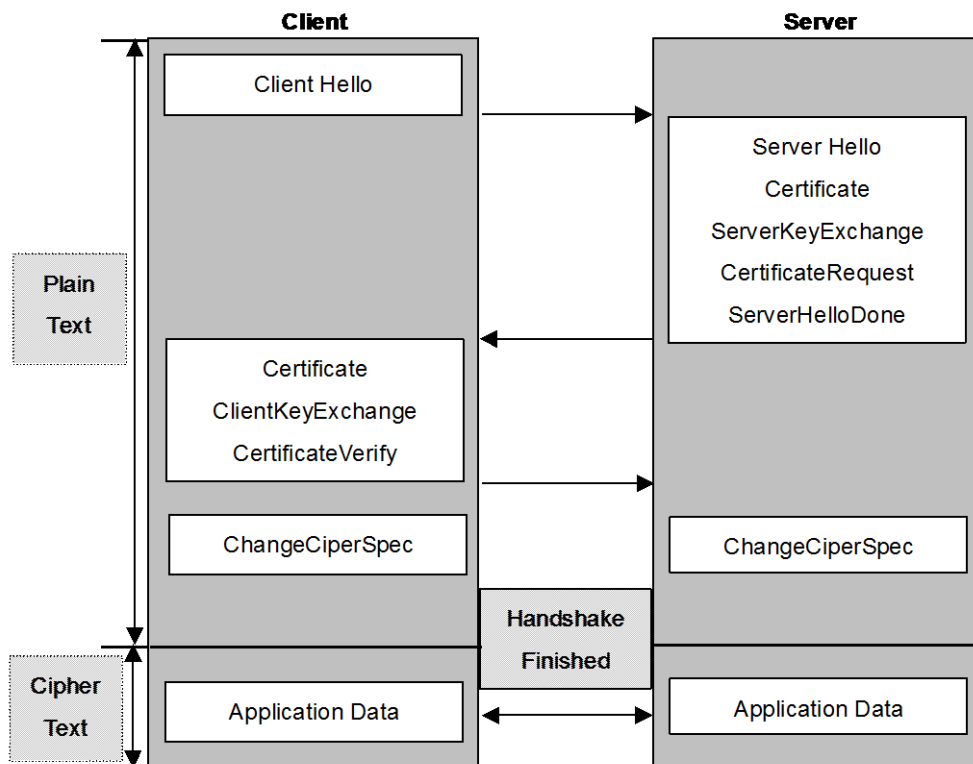 Client
Server
Client Hello
Server Hello
Certificate
ServerKeyExchange
CertificateRequest
ServerHelloDone
Plain
Text
Certificate
ClientKeyExchange
CertificateVerify
ChangeCiperSpec
ChangeCiperSpec
Handshake
Finished
Cipher
Text
Application Data
Application Data